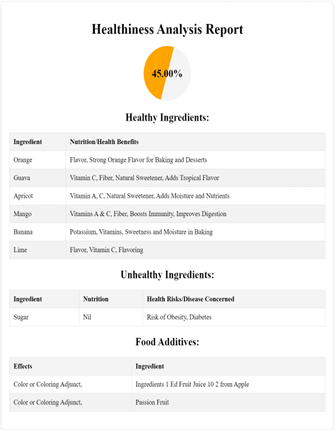 Healthiness Analysis Report
45.00%
Healthy Ingredients:
Ingredient Nutrition/Health Benefits
Orange Flavor, Strong Orange Flavor for Baking and Desserts
Guava Vitamin C, Fiber, Natural Sweetener, Adds Tropical Flavor
Apricot Vitamin A, C, Natural Sweetener, Adds Moisture and Nutrients
Mango Vitamins A & C, Fiber, Boosts Immunity, Improves Digestion
Banana Potassium, Vitamins, Sweetness and Moisture in Baking
Lime Flavor, Vitamin C, Flavoring
Unhealthy Ingredients:
Ingredient Nutrition Health Risks/Disease Concerned
Sugar Nil Risk of Obesity, Diabetes
Food Additives:
Effects Ingredient
Color or Coloring Adjunct, Ingredients 1 Ed Fruit Juice 10 2 from Apple
Color or Coloring Adjunct, Passion Fruit